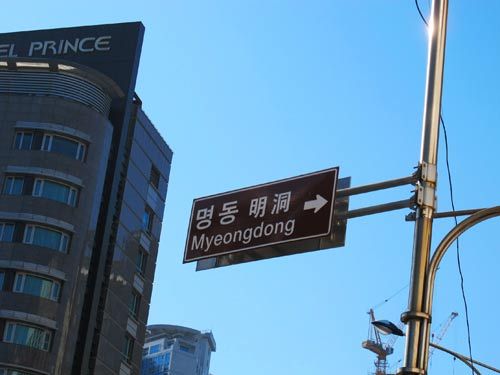 EL PRINCE
명동 明洞
Myeongdong